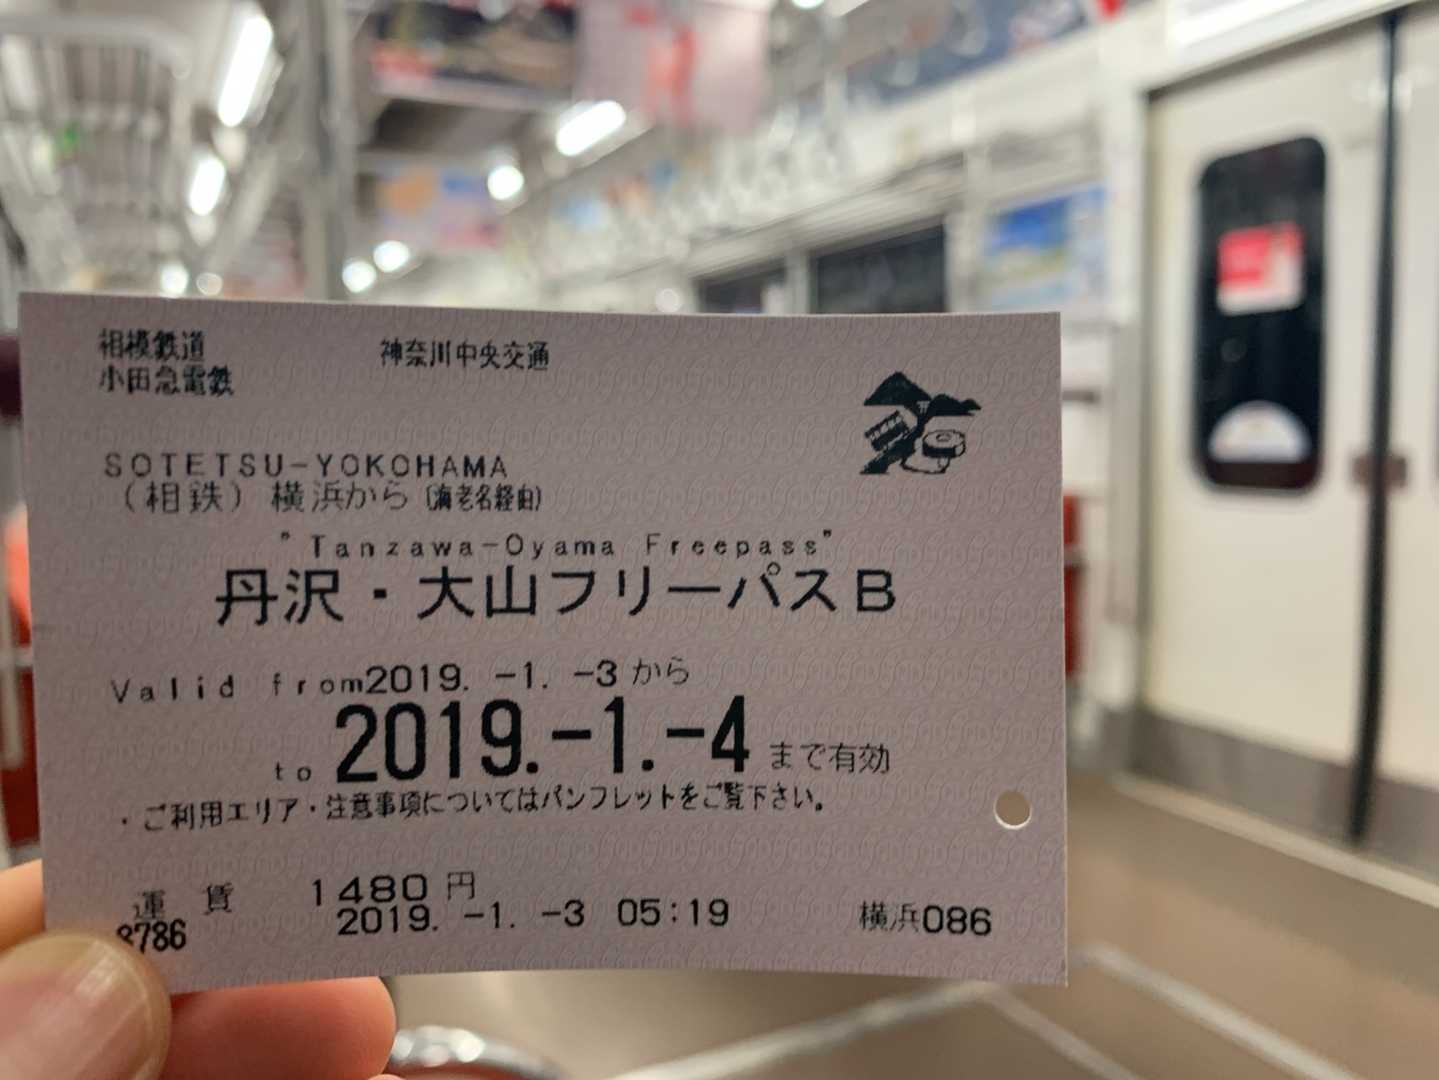 相模鉄道 神奈川中央交通
小田急電鉄
SOTETSU-YOKOHAMA
（相鉄）横浜から（海老名経由）
"Tanzawa-Oyama Freepass"
丹沢・大山フリーパスB
Valid from2019. -1. -3から
to 2019.-1.-4 まで有効
・ご利用エリア・注意事項についてはパンフレットをご覧下さい。
運 賃 1480円
2019. -1. -3 05:19 横浜086
8786